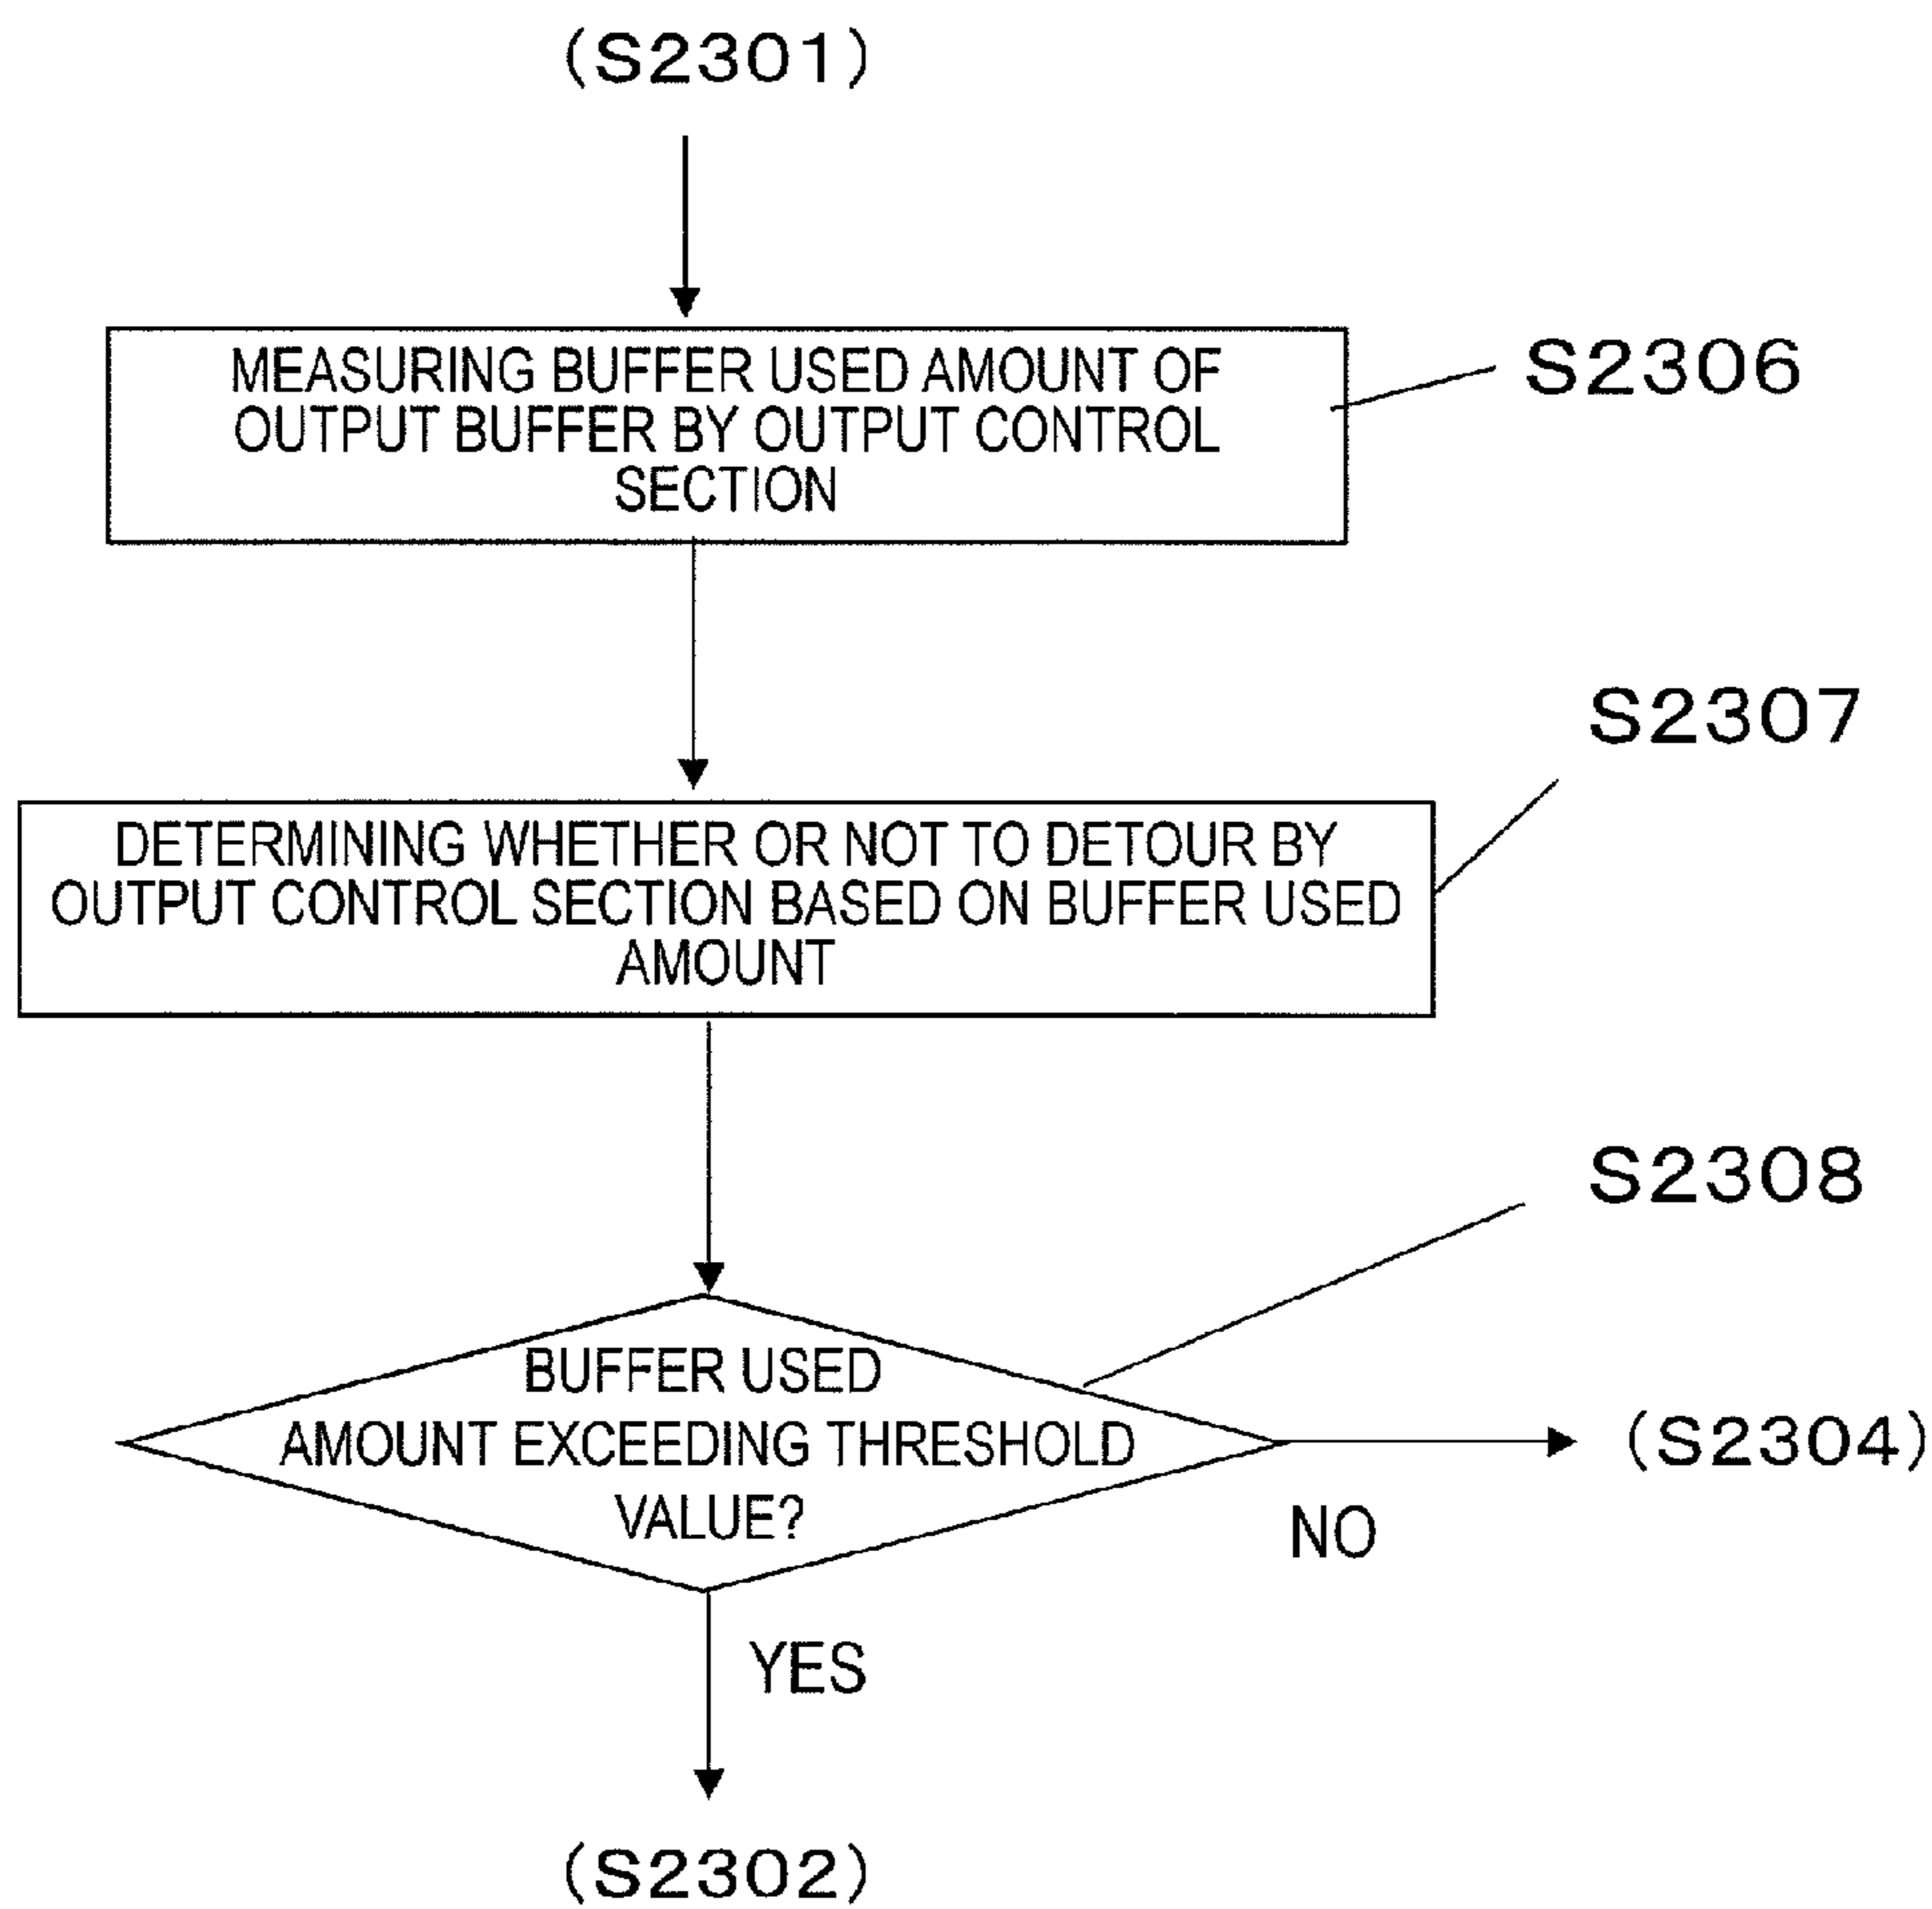 (S2301)
MEASURING BUFFER USED AMOUNT OF
OUTPUT BUFFER BY OUTPUT CONTROL
SECTION
S2306
S2307
DETERMINING WHETHER OR NOT TO DETOUR BY
OUTPUT CONTROL SECTION BASED ON BUFFER USED
AMOUNT
S2308
BUFFER USED
AMOUNT EXCEEDING THRESHOLD
VALUE?
(S2304)
NO
YES
(S2302)